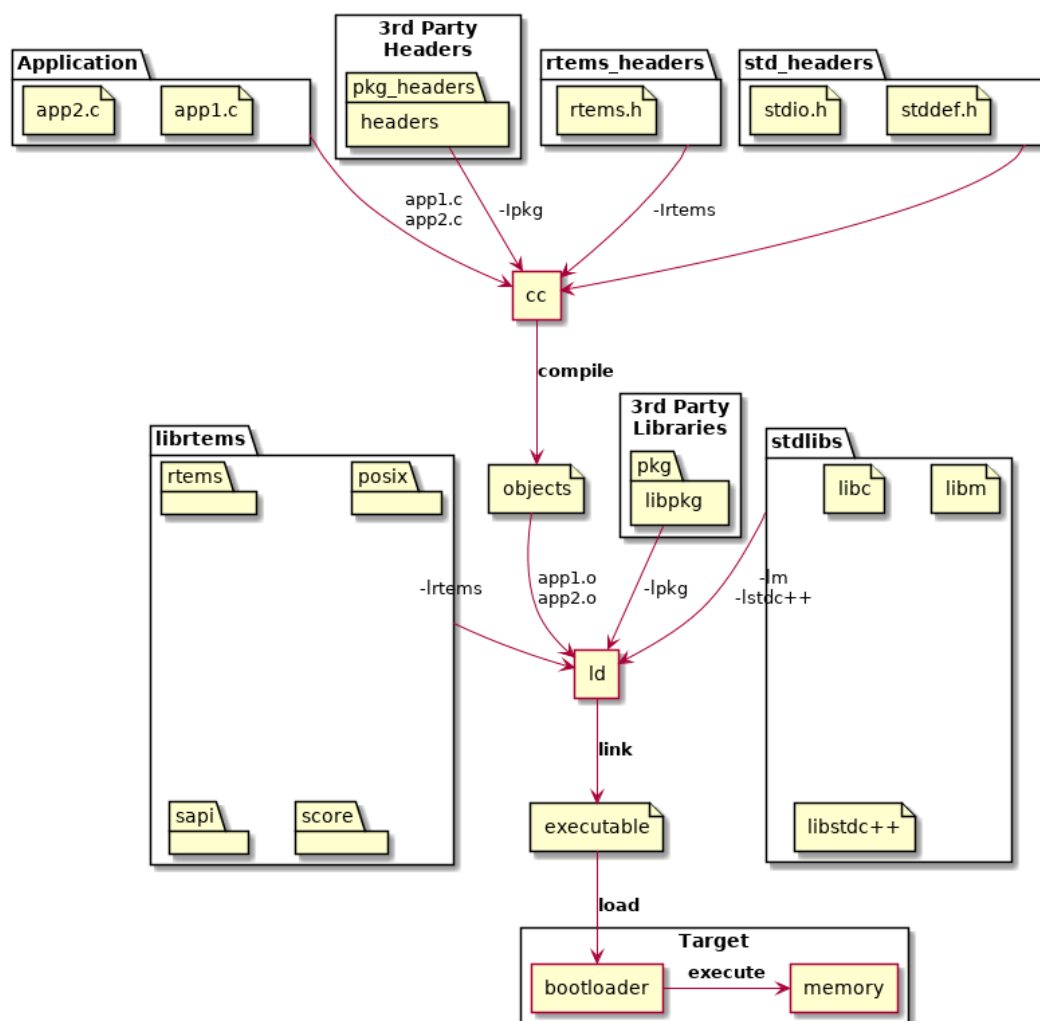 3rd Party
Headers
Application
rtems_headers
std_headers
pkg_headers
app2.c
app1.c
headers
rtems.h
stdio.h
stddef.h
app1.c
app2.c
-Ipkg
-Irtems
cc
compile
3rd Party
Libraries
librtems
stdlibs
rtems
posix
objects
pkg
libpkg
libc
libm
-lrtems
app1.o
app2.o
-lpkg
-lm
-lstdc++
ld
link
sapi
score
executable
libstdc++
load
Target
bootloader
execute
memory